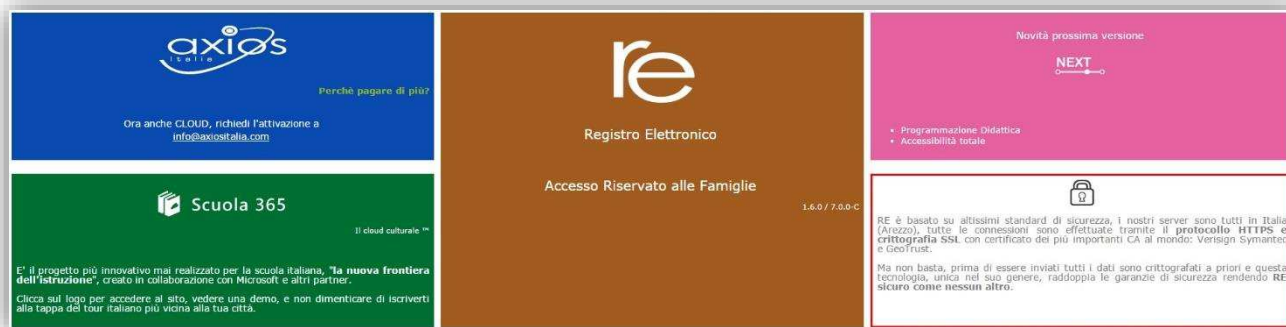 axios
italia
Perchè pagare di più?
Ora anche CLOUD, richiedi l'attivazione a
info@axiositalia.com
Scuola 365
Il cloud culturale ™
E' il progetto più innovativo mai realizzato per la scuola italiana, "la nuova frontiera
dell'istruzione", creato in collaborazione con Microsoft e altri partner.
Clicca sul logo per accedere al sito, vedere una demo, e non dimenticare di iscriverti
alla tappa del tour italiano più vicina alla tua città.
re
Registro Elettronico
Accesso Riservato alle Famiglie
1.6.0 / 7.0.0-C
Novità prossima versione
NEXT
• Programmazione Didattica
• Accessibilità totale
RE è basato su altissimi standard di sicurezza, i nostri server sono tutti in Italia
(Arezzo), tutte le connessioni sono effettuate tramite il protocollo HTTPS e
crittografia SSL con certificato dei più importanti CA al mondo: Verisign Symantec
e GeoTrust.
Ma non basta, prima di essere inviati tutti i dati sono crittografati a priori e questa
tecnologia, unica nel suo genere, raddoppia le garanzie di sicurezza rendendo RE
sicuro come nessun altro.